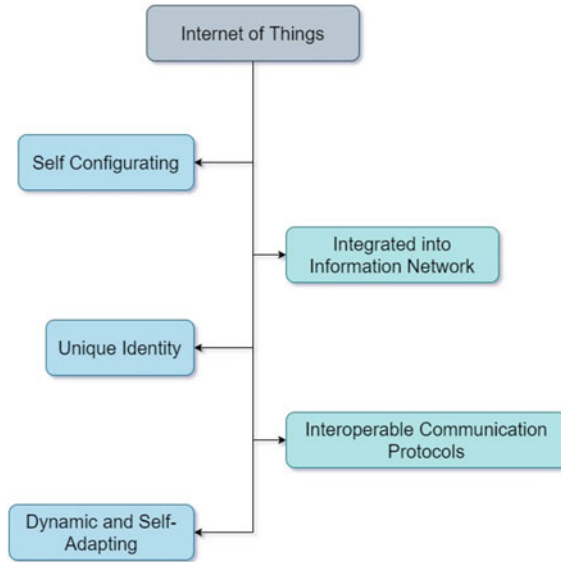 Internet of Things
Self Configurating
Integrated into
Information Network
Unique Identity
Interoperable Communication
Protocols
Dynamic and Self-
Adapting